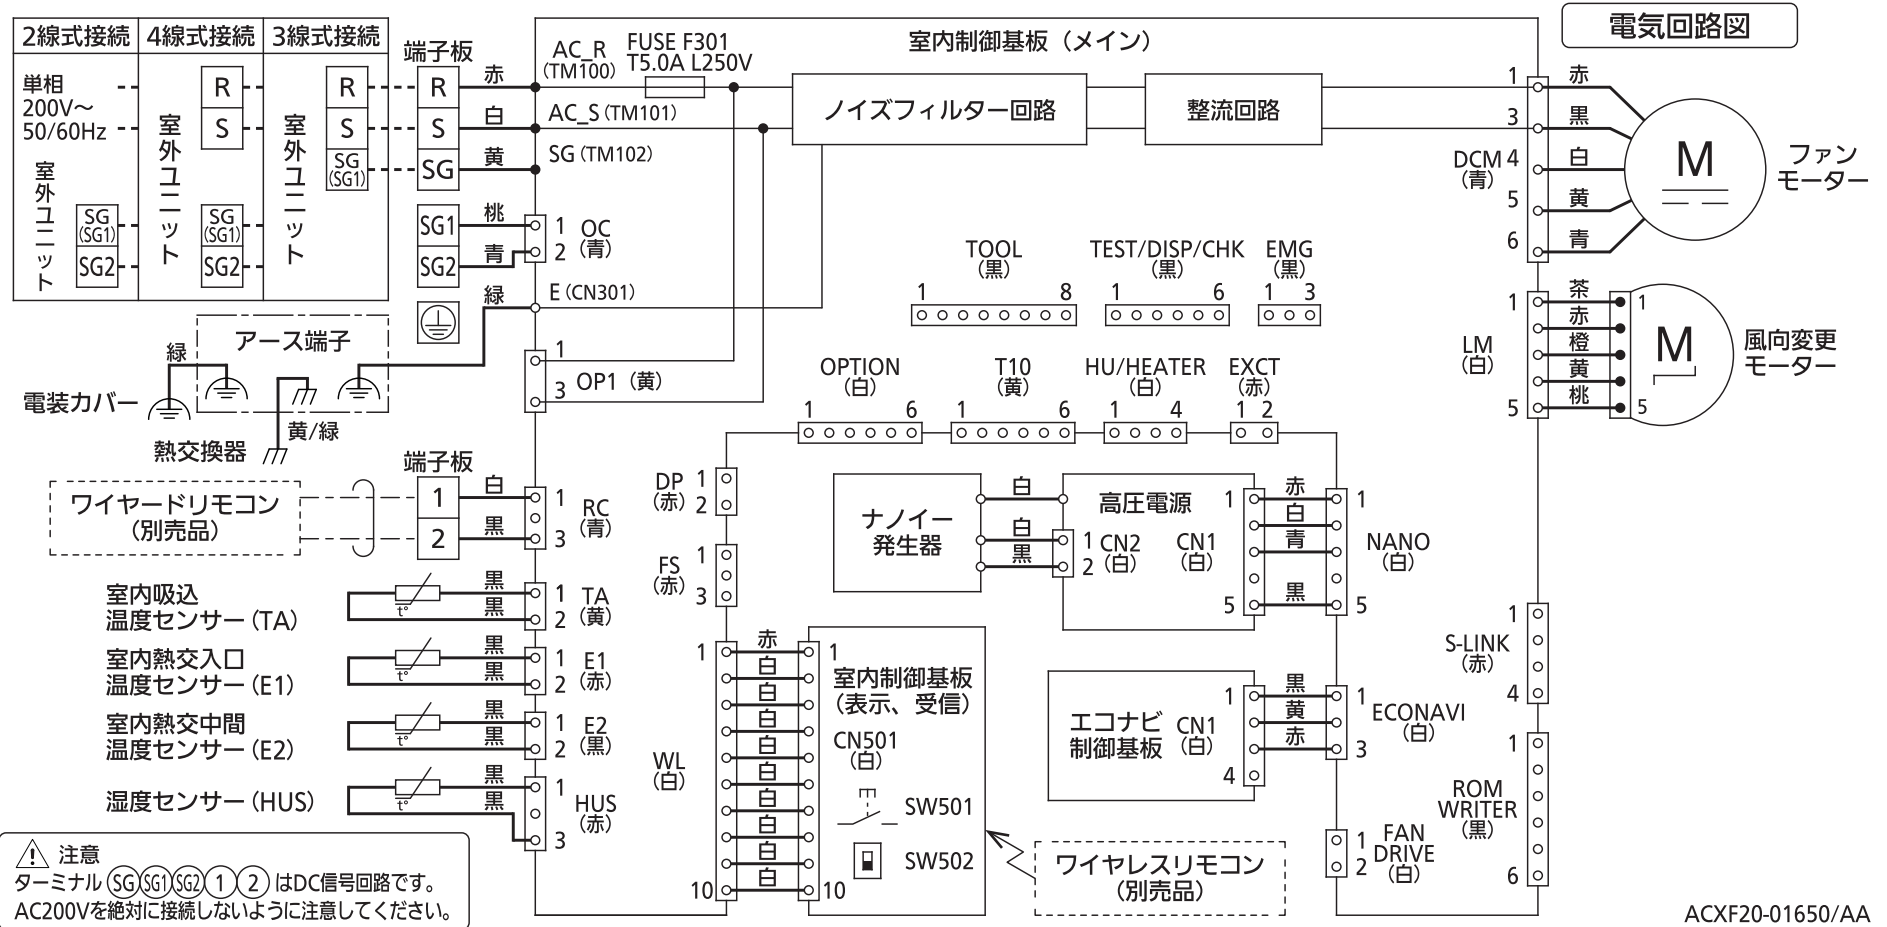 電気回路図
2線式接続 4線式接続 3線式接続
単相
200V～
50/60Hz
室外ユニット
SG
(SG1)
SG2
室外ユニット
R
S
SG
(SG1)
SG2
室外ユニット
R
S
SG
(SG1)
端子板
R
S
SG
SG1
SG2
赤
白
黄
桃
青
緑
室内制御基板（メイン）
AC_R
(TM100)
FUSE F301
T5.0A L250V
AC_S (TM101)
SG (TM102)
1
2
OC
(青)
E (CN301)
1
3
OP1 (黄)
ノイズフィルター回路
整流回路
1
3
4
5
6
DCM
(青)
赤
黒
白
黄
青
M
ファン
モーター
TOOL
(黒)
1 8
TEST/DISP/CHK
(黒)
1 6
EMG
(黒)
1 3
1
5
LM
(白)
茶
赤
橙
黄
桃
1
5
M
風向変更
モーター
アース端子
緑
電装カバー
黄/緑
熱交換器
OPTION
(白)
1 6
T10
(黄)
1 6
HU/HEATER
(白)
1 4
EXCT
(赤)
1 2
ワイヤードリモコン
(別売品)
端子板
1
2
白
黒
1
3
RC
(青)
室内吸込
温度センサー (TA)
t°
黒
黒
1
2
TA
(黄)
室内熱交入口
温度センサー (E1)
t°
黒
黒
1
2
E1
(赤)
室内熱交中間
温度センサー (E2)
t°
黒
黒
1
2
E2
(黒)
湿度センサー (HUS)
t°
黒
黒
1
3
HUS
(赤)
DP
(赤)
1
2
FS
(赤)
1
3
WL
(白)
1
10
赤
白
白
白
白
白
白
白
白
白
1
10
室内制御基板
(表示、受信)
CN501
(白)
SW501
SW502
ナノイー
発生器
白
白
黒
高圧電源
1
2
CN2
(白)
CN1
(白)
1
5
赤
白
青
黒
1
5
NANO
(白)
エコナビ
制御基板
CN1
(白)
1
4
黒
黄
赤
1
3
ECONAVI
(白)
1
2
FAN
DRIVE
(白)
S-LINK
(赤)
1
4
ROM
WRITER
(黒)
1
6
ワイヤレスリモコン
(別売品)
注意
ターミナル SG SG1 SG2 1 2 はDC信号回路です。
AC200Vを絶対に接続しないように注意してください。
ACXF20-01650/AA